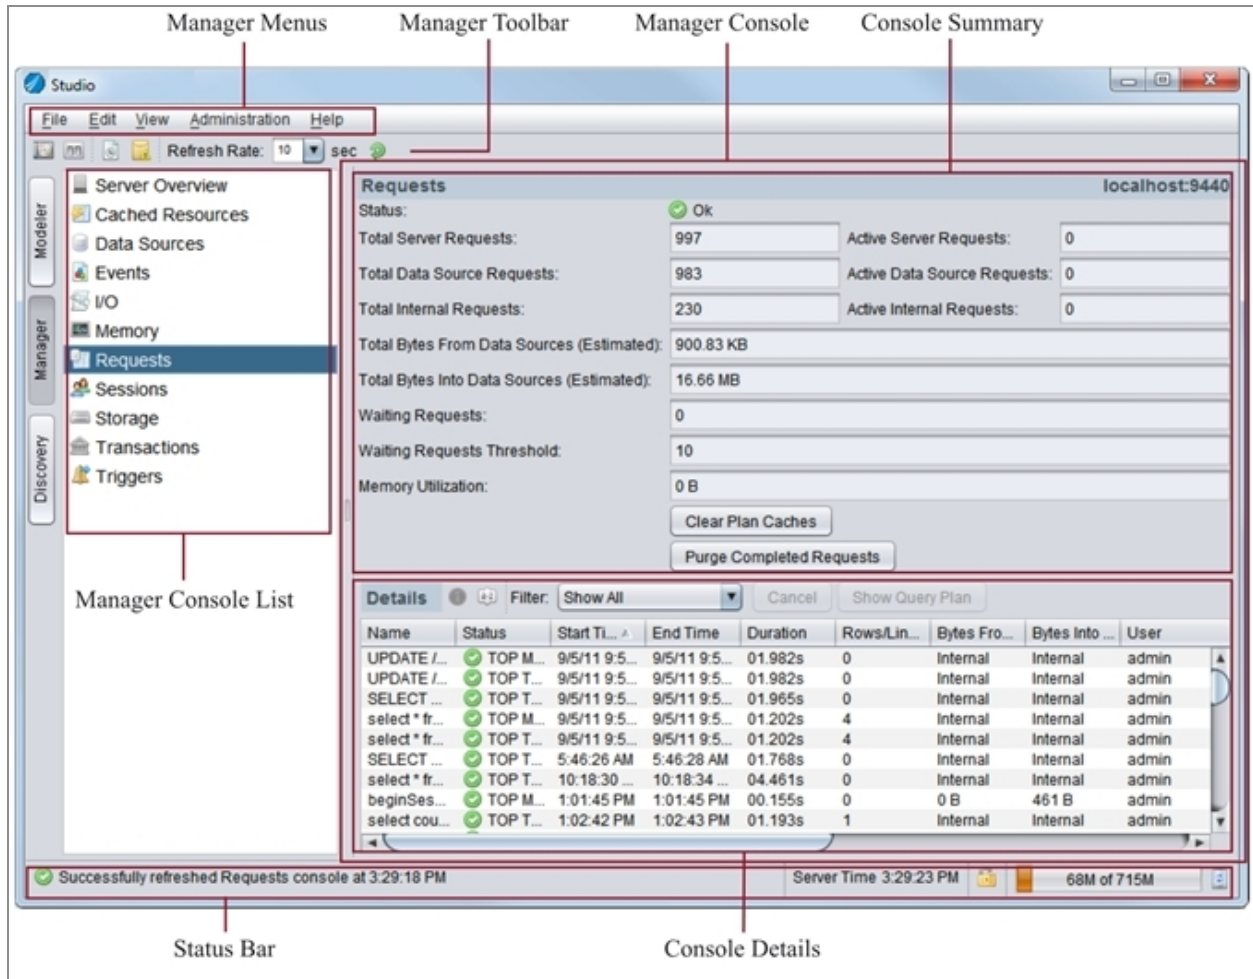 Manager Menus Manager Toolbar Manager Console Console Summary
Studio
File Edit View Administration Help
Refresh Rate: 10 sec
Modeler
Manager
Discovery
Server Overview
Cached Resources
Data Sources
Events
I/O
Memory
Requests
Sessions
Storage
Transactions
Triggers
Manager Console List
Requests localhost:9440
Status: Ok
Total Server Requests: 997 Active Server Requests: 0
Total Data Source Requests: 983 Active Data Source Requests: 0
Total Internal Requests: 230 Active Internal Requests: 0
Total Bytes From Data Sources (Estimated): 900.83 KB
Total Bytes Into Data Sources (Estimated): 16.66 MB
Waiting Requests: 0
Waiting Requests Threshold: 10
Memory Utilization: 0 B
Clear Plan Caches
Purge Completed Requests
Details Filter: Show All Cancel Show Query Plan
Name Status Start Ti... End Time Duration Rows/Lin... Bytes Fro... Bytes Into ... User
UPDATE /... TOP M... 9/5/11 9:5... 9/5/11 9:5... 01.982s 0 Internal Internal admin
UPDATE /... TOP T... 9/5/11 9:5... 9/5/11 9:5... 01.982s 0 Internal Internal admin
SELECT ... TOP T... 9/5/11 9:5... 9/5/11 9:5... 01.965s 0 Internal Internal admin
select * fr... TOP M... 9/5/11 9:5... 9/5/11 9:5... 01.202s 4 Internal Internal admin
select * fr... TOP T... 9/5/11 9:5... 9/5/11 9:5... 01.202s 4 Internal Internal admin
SELECT ... TOP T... 5:46:26 AM 5:46:28 AM 01.768s 0 Internal Internal admin
select * fr... TOP T... 10:18:30 ... 10:18:34 ... 04.461s 0 Internal Internal admin
beginSes... TOP M... 1:01:45 PM 1:01:45 PM 00.155s 0 0 B 461 B admin
select cou... TOP T... 1:02:42 PM 1:02:43 PM 01.193s 1 Internal Internal admin
Successfully refreshed Requests console at 3:29:18 PM Server Time 3:29:23 PM 68M of 715M
Status Bar Console Details